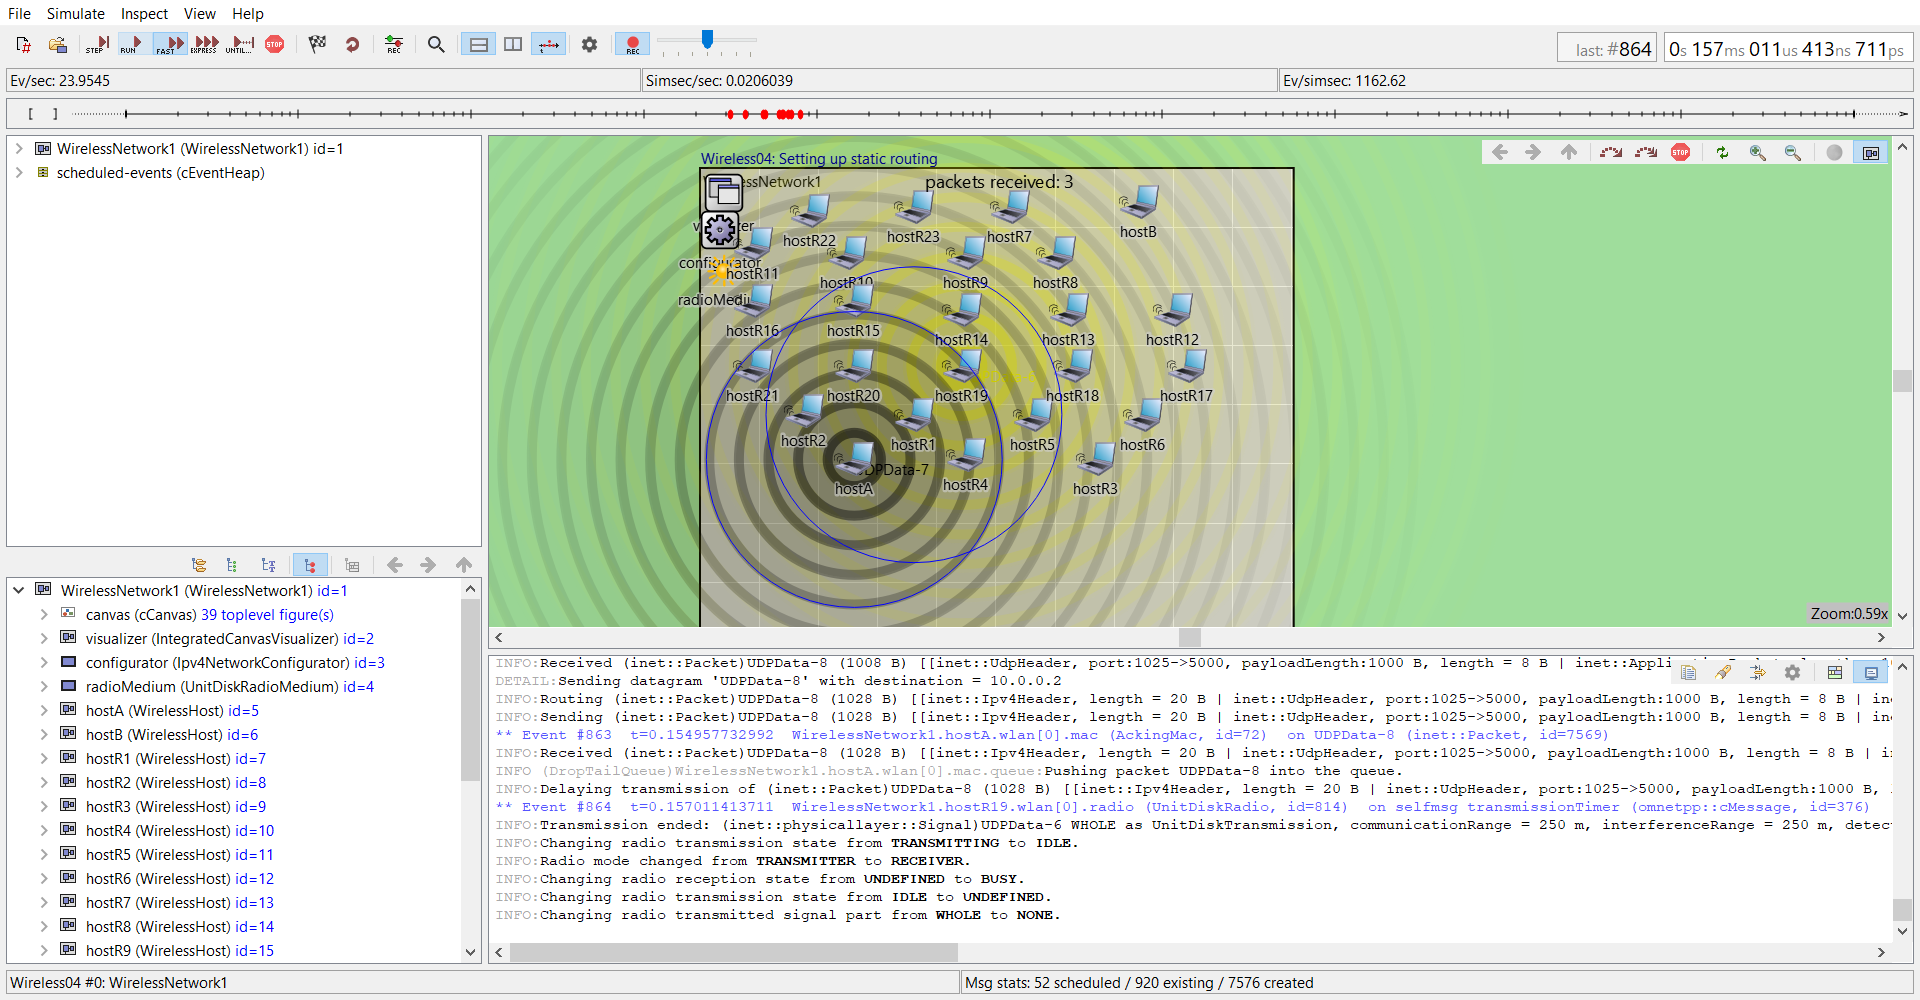 File Simulate Inspect View Help
STEP RUN FAST EXPRESS UNTIL... STOP REC REC
last: #864 0s 157ms 011us 413ns 711ps
Ev/sec: 23.9545 Simsec/sec: 0.0206039 Ev/simsec: 1162.62
[ ]
WirelessNetwork1 (WirelessNetwork1) id=1
scheduled-events (cEventHeap)
WirelessNetwork1 (WirelessNetwork1) id=1
canvas (cCanvas) 39 toplevel figure(s)
visualizer (IntegratedCanvasVisualizer) id=2
configurator (Ipv4NetworkConfigurator) id=3
radioMedium (UnitDiskRadioMedium) id=4
hostA (WirelessHost) id=5
hostB (WirelessHost) id=6
hostR1 (WirelessHost) id=7
hostR2 (WirelessHost) id=8
hostR3 (WirelessHost) id=9
hostR4 (WirelessHost) id=10
hostR5 (WirelessHost) id=11
hostR6 (WirelessHost) id=12
hostR7 (WirelessHost) id=13
hostR8 (WirelessHost) id=14
hostR9 (WirelessHost) id=15
Wireless04: Setting up static routing
STOP
essNetwork1 packets received: 3
hostR22 hostR23 hostR7 hostB
configurator
hostR11 hostR10 hostR9 hostR8
radioMediu
hostR16 hostR15 hostR14 hostR13 hostR12
hostR21 hostR20 hostR19 hostR18 hostR17
hostR2 hostR1 hostR5 hostR6
DPData-7
hostA hostR4 hostR3
Zoom:0.59x
INFO:Received (inet::Packet)UDPData-8 (1008 B) [[inet::UdpHeader, port:1025->5000, payloadLength:1000 B, length = 8 B | inet::Applica
DETAIL:Sending datagram 'UDPData-8' with destination = 10.0.0.2
INFO:Routing (inet::Packet)UDPData-8 (1028 B) [[inet::Ipv4Header, length = 20 B | inet::UdpHeader, port:1025->5000, payloadLength:1000 B, length = 8 B | ine
INFO:Sending (inet::Packet)UDPData-8 (1028 B) [[inet::Ipv4Header, length = 20 B | inet::UdpHeader, port:1025->5000, payloadLength:1000 B, length = 8 B | ine
** Event #863 t=0.154957732992 WirelessNetwork1.hostA.wlan[0].mac (AckingMac, id=72) on UDPData-8 (inet::Packet, id=7569)
INFO:Received (inet::Packet)UDPData-8 (1028 B) [[inet::Ipv4Header, length = 20 B | inet::UdpHeader, port:1025->5000, payloadLength:1000 B, length = 8 B | in
INFO (DropTailQueue)WirelessNetwork1.hostA.wlan[0].mac.queue:Pushing packet UDPData-8 into the queue.
INFO:Delaying transmission of (inet::Packet)UDPData-8 (1028 B) [[inet::Ipv4Header, length = 20 B | inet::UdpHeader, port:1025->5000, payloadLength:1000 B,
** Event #864 t=0.157011413711 WirelessNetwork1.hostR19.wlan[0].radio (UnitDiskRadio, id=814) on selfmsg transmissionTimer (omnetpp::cMessage, id=376)
INFO:Transmission ended: (inet::physicallayer::Signal)UDPData-6 WHOLE as UnitDiskTransmission, communicationRange = 250 m, interferenceRange = 250 m, detec
INFO:Changing radio transmission state from TRANSMITTING to IDLE.
INFO:Radio mode changed from TRANSMITTER to RECEIVER.
INFO:Changing radio reception state from UNDEFINED to BUSY.
INFO:Changing radio transmission state from IDLE to UNDEFINED.
INFO:Changing radio transmitted signal part from WHOLE to NONE.
Wireless04 #0: WirelessNetwork1 Msg stats: 52 scheduled / 920 existing / 7576 created